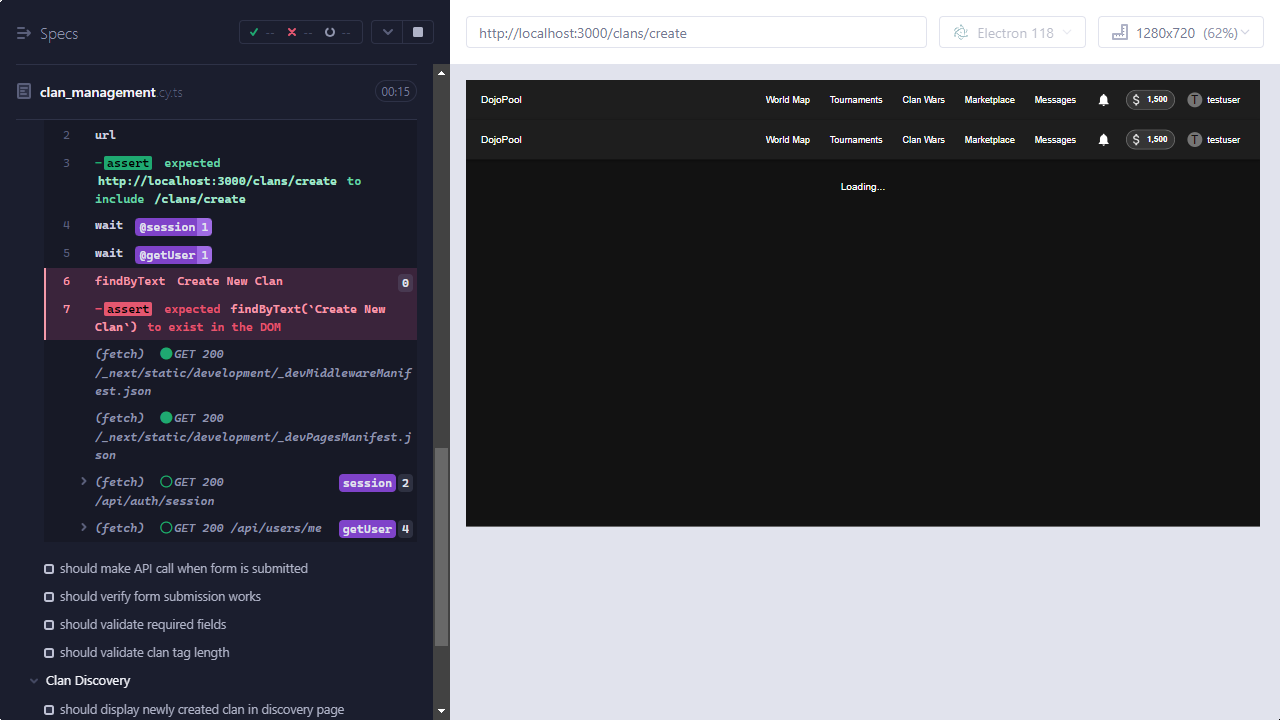 Specs
-- -- --
clan_management.cy.ts 00:15
2 url
3 -assert expected
http://localhost:3000/clans/create to
include /clans/create
4 wait @session 1
5 wait @getUser 1
6 findByText Create New Clan 0
7 -assert expected findByText(`Create New
Clan`) to exist in the DOM
(fetch) GET 200
/_next/static/development/_devMiddlewareManif
est.json
(fetch) GET 200
/_next/static/development/_devPagesManifest.j
son
(fetch) GET 200 session 2
/api/auth/session
(fetch) GET 200 /api/users/me getUser 4
should make API call when form is submitted
should verify form submission works
should validate required fields
should validate clan tag length
Clan Discovery
should display newly created clan in discovery page
http://localhost:3000/clans/create Electron 118 1280x720 (62%)
DojoPool World Map Tournaments Clan Wars Marketplace Messages $ 1,500 T testuser
DojoPool World Map Tournaments Clan Wars Marketplace Messages $ 1,500 T testuser
Loading...